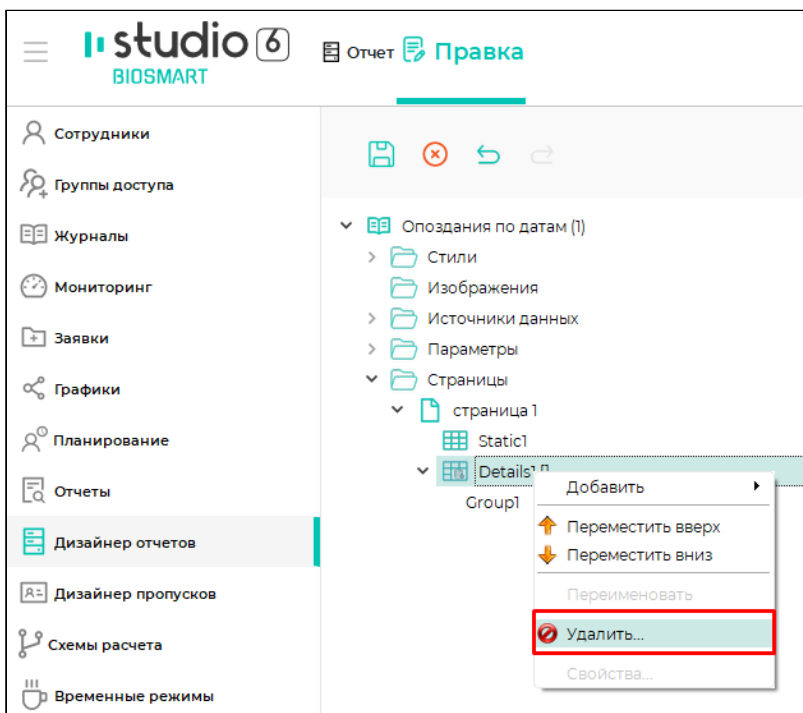 studio 6
BIOSMART
Отчет
Правка
Сотрудники
Группы доступа
Журналы
Мониторинг
Заявки
Графики
Планирование
Отчеты
Дизайнер отчетов
Дизайнер пропусков
Схемы расчета
Временные режимы
Опоздания по датам (1)
Стили
Изображения
Источники данных
Параметры
Страницы
страница 1
Static1
Details1 []
Group1
Добавить
Переместить вверх
Переместить вниз
Переименовать
Удалить...
Свойства...